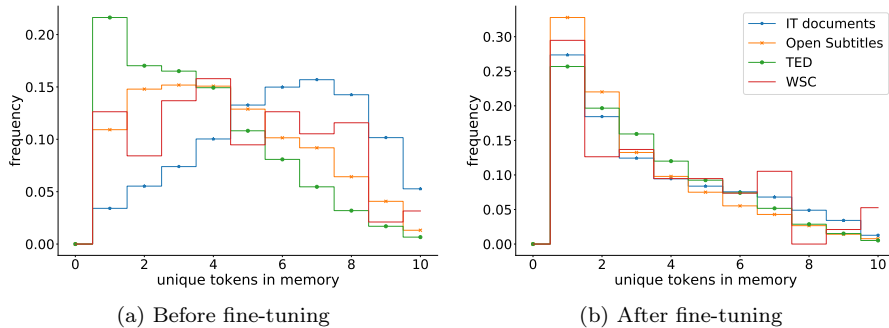 0.20
0.15
0.10
0.05
0.00
frequency
0 2 4 6 8 10
unique tokens in memory
(a) Before fine-tuning
0.30
0.25
0.20
0.15
0.10
0.05
0.00
frequency
IT documents
Open Subtitles
TED
WSC
0 2 4 6 8 10
unique tokens in memory
(b) After fine-tuning